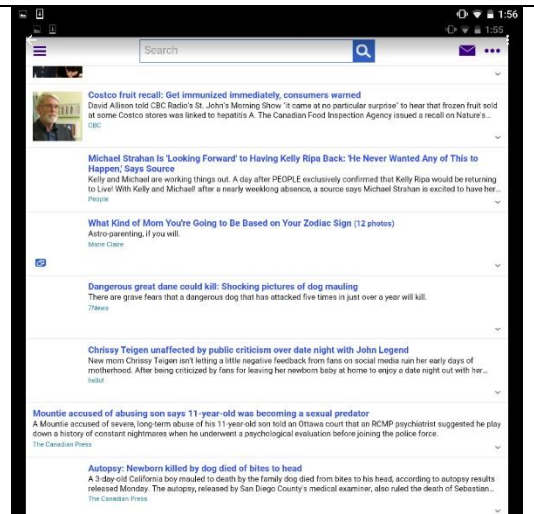 1:56
1:55
Search
Costco fruit recall: Get immunized immediately, consumers warned
David Allison told CBC Radio's St. John's Morning Show "it came at no particular surprise" to hear that frozen fruit sold
at some Costco stores was linked to hepatitis A. The Canadian Food Inspection Agency issued a recall on Nature's...
CBC
Michael Strahan Is 'Looking Forward' to Having Kelly Ripa Back: 'He Never Wanted Any of This to
Happen,' Says Source
Kelly and Michael are working things out. A day after PEOPLE exclusively confirmed that Kelly Ripa would be returning
to Live! With Kelly and Michael! after a nearly weeklong absence, a source says Michael Strahan is excited to have her...
People
What Kind of Mom You're Going to Be Based on Your Zodiac Sign (12 photos)
Astro-parenting, if you will.
Marie Claire
Dangerous great dane could kill: Shocking pictures of dog mauling
There are grave fears that a dangerous dog that has attacked five times in just over a year will kill.
7News
Chrissy Teigen unaffected by public criticism over date night with John Legend
New mom Chrissy Teigen isn't letting a little negative feedback from fans on social media ruin her early days of
motherhood. After being criticized by fans for leaving her newborn baby at home to enjoy a date night out with her...
hello!
Mountie accused of abusing son says 11-year-old was becoming a sexual predator
A Mountie accused of severe, long-term abuse of his 11-year-old son told an Ottawa court that an RCMP psychiatrist suggested he play
down a history of constant nightmares when he underwent a psychological evaluation before joining the police force.
The Canadian Press
Autopsy: Newborn killed by dog died of bites to head
A 3-day-old California boy mauled to death by the family dog died from bites to his head, according to autopsy results
released Monday. The autopsy, released by San Diego County's medical examiner, also ruled the death of Sebastian...
The Canadian Press